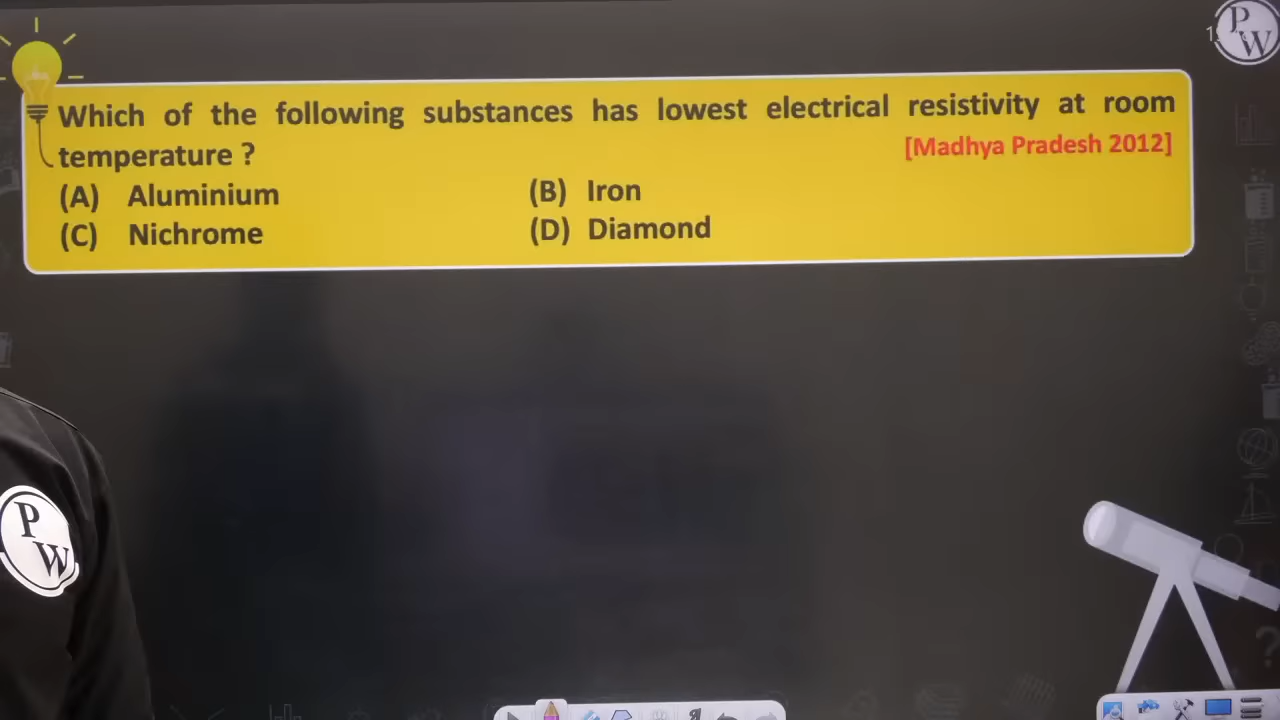 Which of the following substances has lowest electrical resistivity at room
temperature ?
[Madhya Pradesh 2012]
(A) Aluminium
(B) Iron
(C) Nichrome
(D) Diamond
P
W
P
W